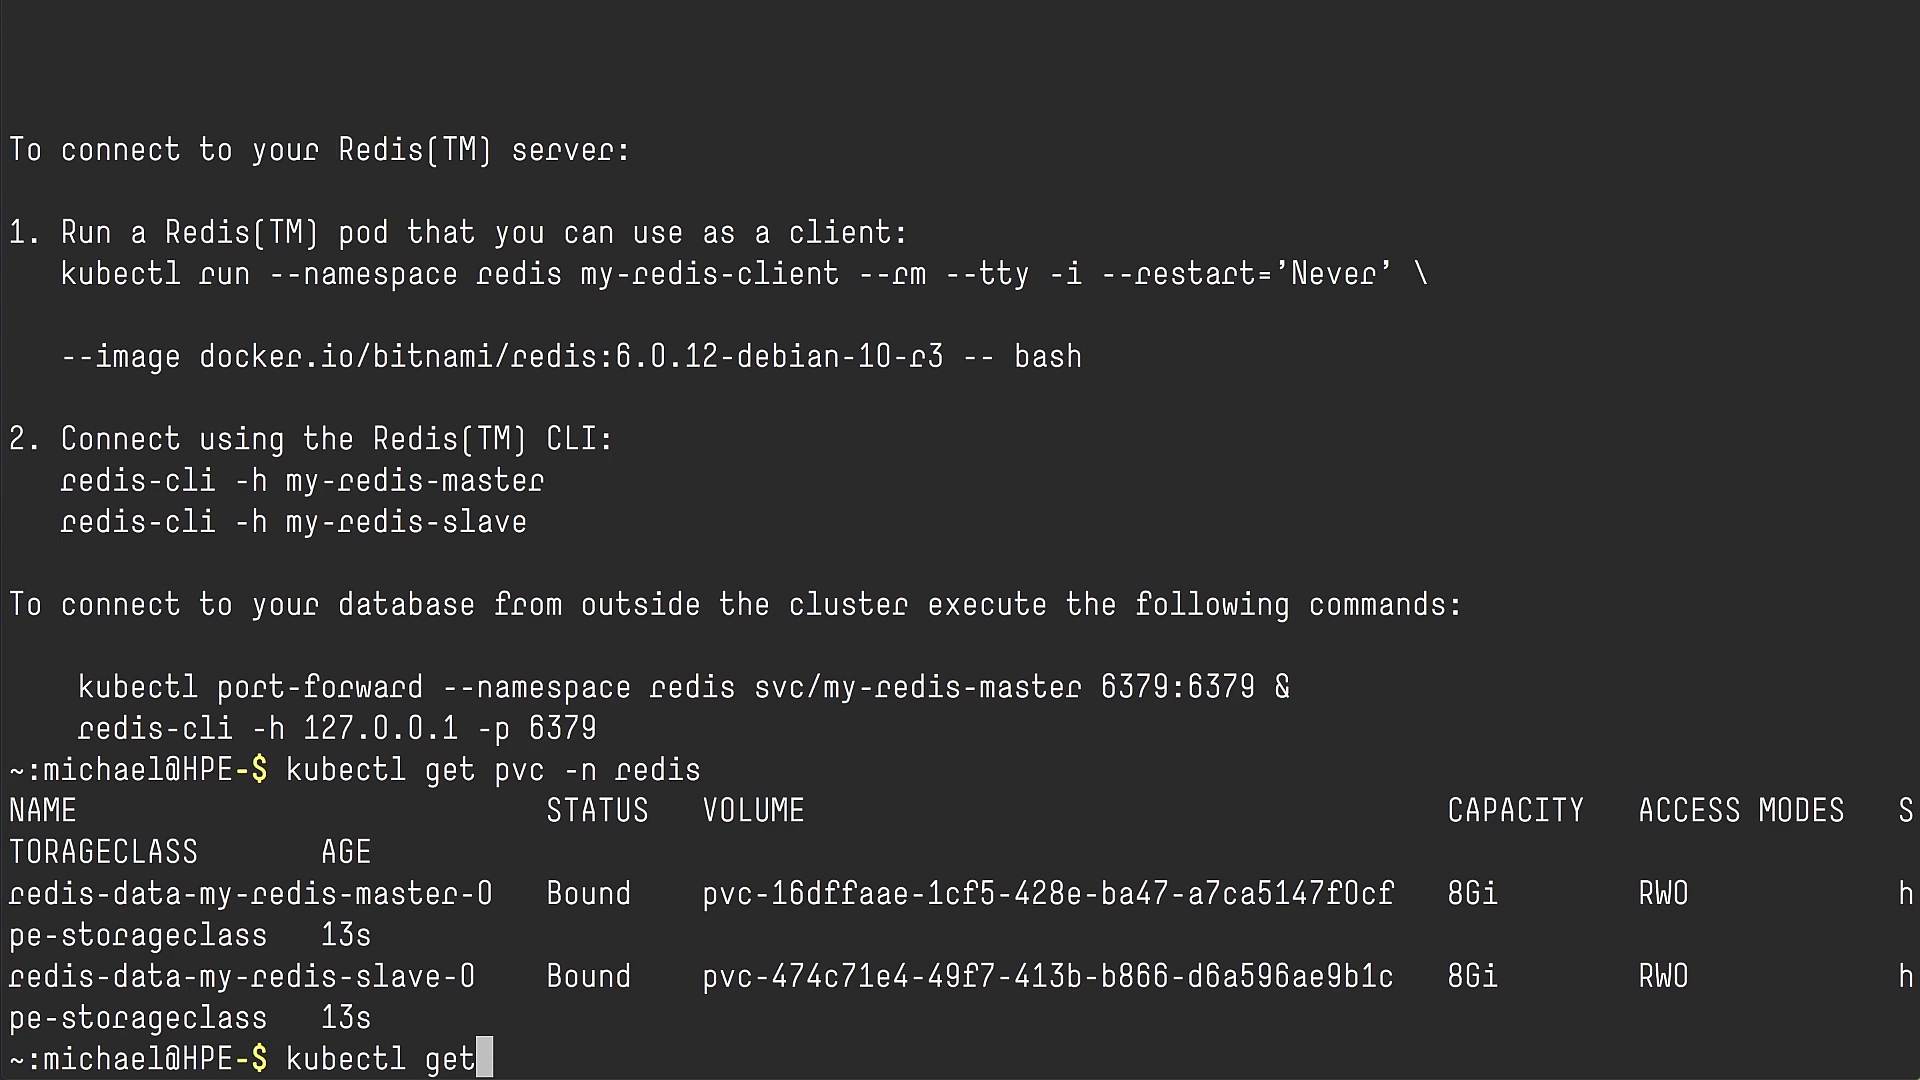 To connect to your Redis(TM) server:
1. Run a Redis(TM) pod that you can use as a client:
kubectl run --namespace redis my-redis-client --rm --tty -i --restart='Never' \
--image docker.io/bitnami/redis:6.0.12-debian-10-r3 -- bash
2. Connect using the Redis(TM) CLI:
redis-cli -h my-redis-master
redis-cli -h my-redis-slave
To connect to your database from outside the cluster execute the following commands:
kubectl port-forward --namespace redis svc/my-redis-master 6379:6379 &
redis-cli -h 127.0.0.1 -p 6379
~:michael@HPE-$ kubectl get pvc -n redis
NAME STATUS VOLUME CAPACITY ACCESS MODES S
TORAGECLASS AGE
redis-data-my-redis-master-0 Bound pvc-16dffaae-1cf5-428e-ba47-a7ca5147f0cf 8Gi RWO h
pe-storageclass 13s
redis-data-my-redis-slave-0 Bound pvc-474c71e4-49f7-413b-b866-d6a596ae9b1c 8Gi RWO h
pe-storageclass 13s
~:michael@HPE-$ kubectl get